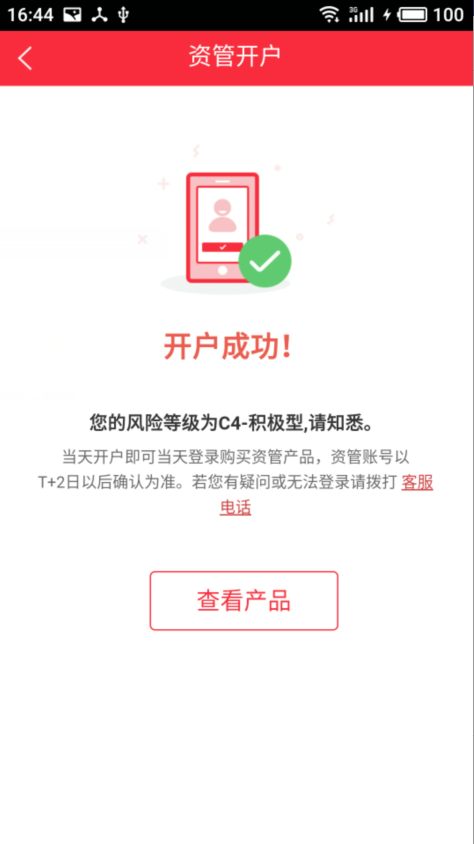 16:44
3G
100
资管开户
开户成功！
您的风险等级为C4-积极型,请知悉。
当天开户即可当天登录购买资管产品，资管账号以
T+2日以后确认为准。若您有疑问或无法登录请拨打 客服
电话
查看产品